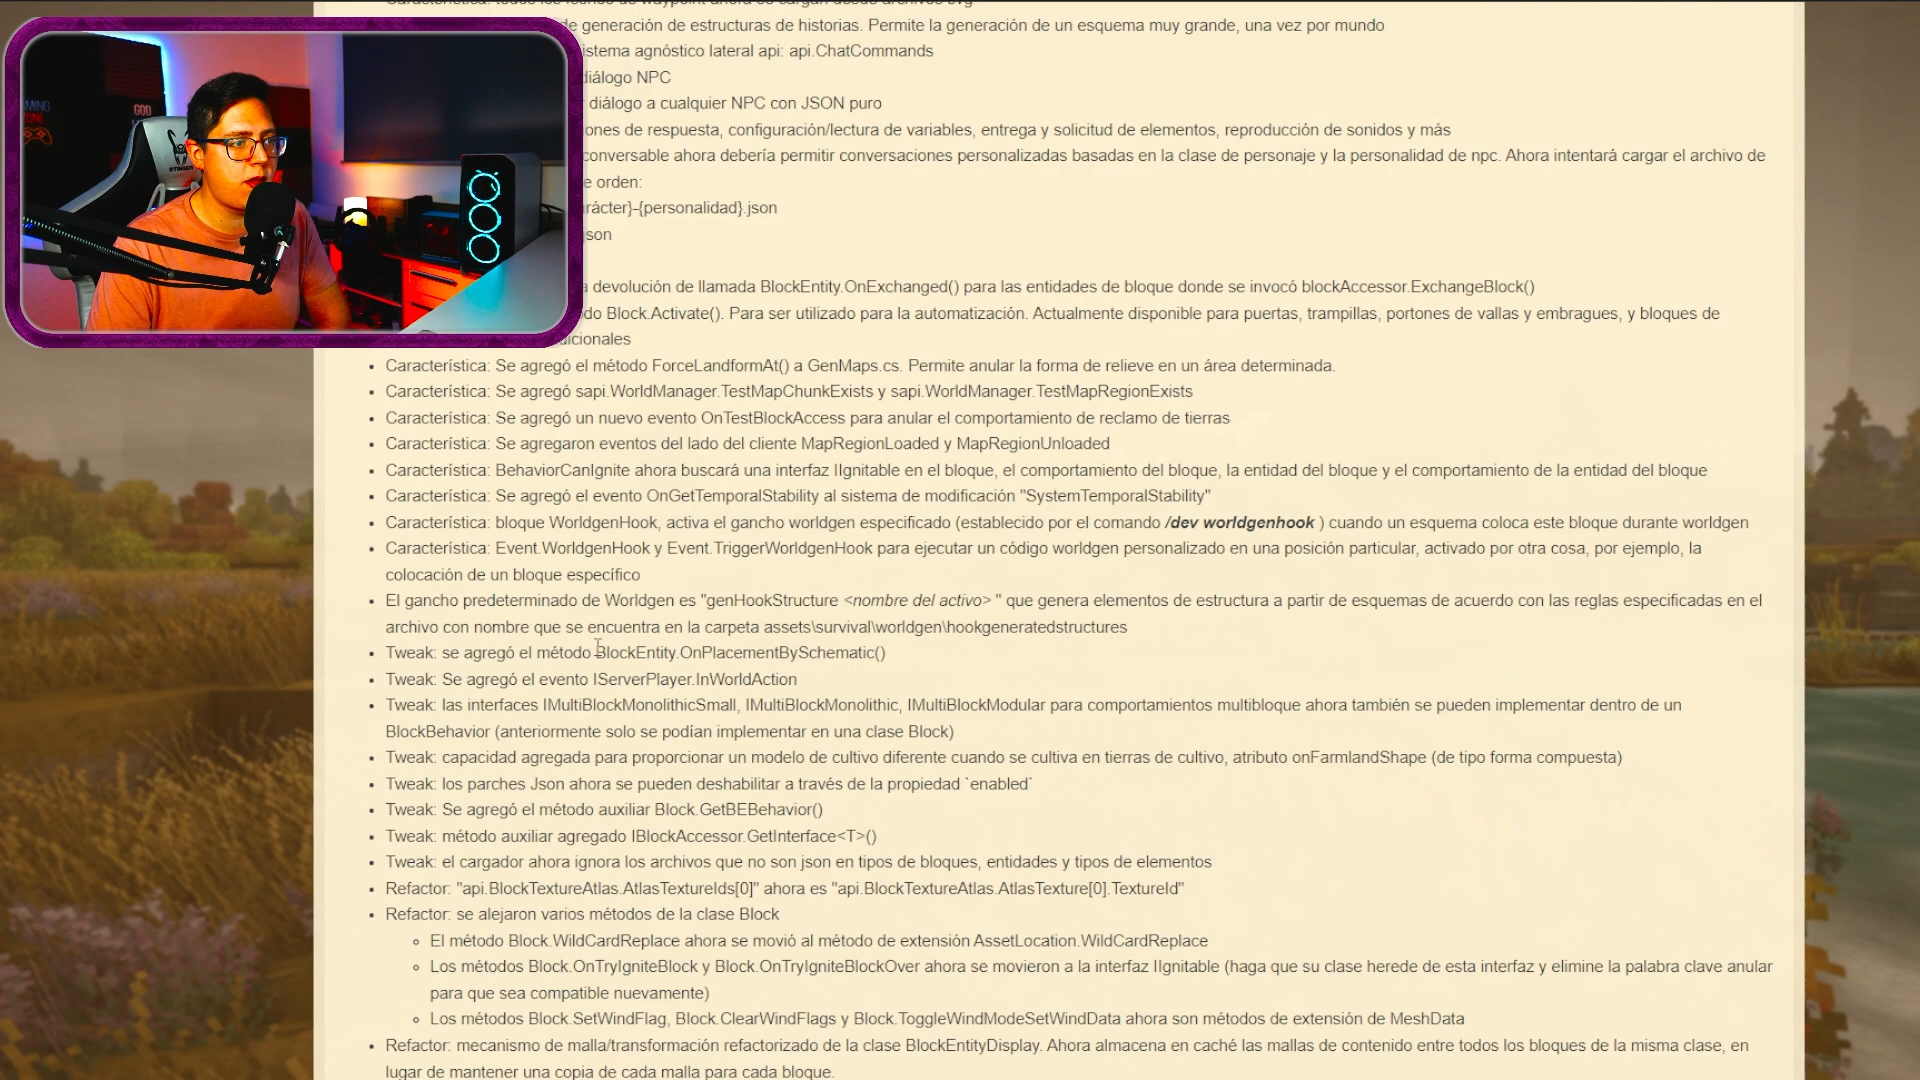 de generación de estructuras de historias. Permite la generación de un esquema muy grande, una vez por mundo
sistema agnóstico lateral api: api.ChatCommands
diálogo NPC
diálogo a cualquier NPC con JSON puro
ones de respuesta, configuración/lectura de variables, entrega y solicitud de elementos, reproducción de sonidos y más
conversable ahora debería permitir conversaciones personalizadas basadas en la clase de personaje y la personalidad de npc. Ahora intentará cargar el archivo de
e orden:
arácter}-{personalidad}.json
json
a devolución de llamada BlockEntity.OnExchanged() para las entidades de bloque donde se invocó blockAccessor.ExchangeBlock()
do Block.Activate(). Para ser utilizado para la automatización. Actualmente disponible para puertas, trampillas, portones de vallas y embragues, y bloques de
dicionales
• Característica: Se agregó el método ForceLandformAt() a GenMaps.cs. Permite anular la forma de relieve en un área determinada.
• Característica: Se agregó sapi.WorldManager.TestMapChunkExists y sapi.WorldManager.TestMapRegionExists
• Característica: Se agregó un nuevo evento OnTestBlockAccess para anular el comportamiento de reclamo de tierras
• Característica: Se agregaron eventos del lado del cliente MapRegionLoaded y MapRegionUnloaded
• Característica: BehaviorCanIgnite ahora buscará una interfaz IIgnitable en el bloque, el comportamiento del bloque, la entidad del bloque y el comportamiento de la entidad del bloque
• Característica: Se agregó el evento OnGetTemporalStability al sistema de modificación "SystemTemporalStability"
• Característica: bloque WorldgenHook, activa el gancho worldgen especificado (establecido por el comando /dev worldgenhook ) cuando un esquema coloca este bloque durante worldgen
• Característica: Event.WorldgenHook y Event.TriggerWorldgenHook para ejecutar un código worldgen personalizado en una posición particular, activado por otra cosa, por ejemplo, la
colocación de un bloque específico
• El gancho predeterminado de Worldgen es "genHookStructure <nombre del activo> " que genera elementos de estructura a partir de esquemas de acuerdo con las reglas especificadas en el
archivo con nombre que se encuentra en la carpeta assets\survival\worldgen\hookgeneratedstructures
• Tweak: se agregó el método BlockEntity.OnPlacementBySchematic()
• Tweak: Se agregó el evento IServerPlayer.InWorldAction
• Tweak: las interfaces IMultiBlockMonolithicSmall, IMultiBlockMonolithic, IMultiBlockModular para comportamientos multibloque ahora también se pueden implementar dentro de un
BlockBehavior (anteriormente solo se podían implementar en una clase Block)
• Tweak: capacidad agregada para proporcionar un modelo de cultivo diferente cuando se cultiva en tierras de cultivo, atributo onFarmlandShape (de tipo forma compuesta)
• Tweak: los parches Json ahora se pueden deshabilitar a través de la propiedad `enabled`
• Tweak: Se agregó el método auxiliar Block.GetBEBehavior()
• Tweak: método auxiliar agregado IBlockAccessor.GetInterface<T>()
• Tweak: el cargador ahora ignora los archivos que no son json en tipos de bloques, entidades y tipos de elementos
• Refactor: "api.BlockTextureAtlas.AtlasTextureIds[0]" ahora es "api.BlockTextureAtlas.AtlasTexture[0].TextureId"
• Refactor: se alejaron varios métodos de la clase Block
◦ El método Block.WildCardReplace ahora se movió al método de extensión AssetLocation.WildCardReplace
◦ Los métodos Block.OnTryIgniteBlock y Block.OnTryIgniteBlockOver ahora se movieron a la interfaz IIgnitable (haga que su clase herede de esta interfaz y elimine la palabra clave anular
para que sea compatible nuevamente)
◦ Los métodos Block.SetWindFlag, Block.ClearWindFlags y Block.ToggleWindModeSetWindData ahora son métodos de extensión de MeshData
• Refactor: mecanismo de malla/transformación refactorizado de la clase BlockEntityDisplay. Ahora almacena en caché las mallas de contenido entre todos los bloques de la misma clase, en
lugar de mantener una copia de cada malla para cada bloque.